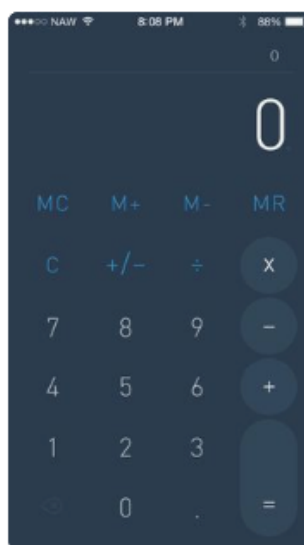 NAW 8:08 PM 88%
0
0
MC M+ M- MR
C +/- ÷ x
7 8 9 -
4 5 6 +
1 2 3
0 . =